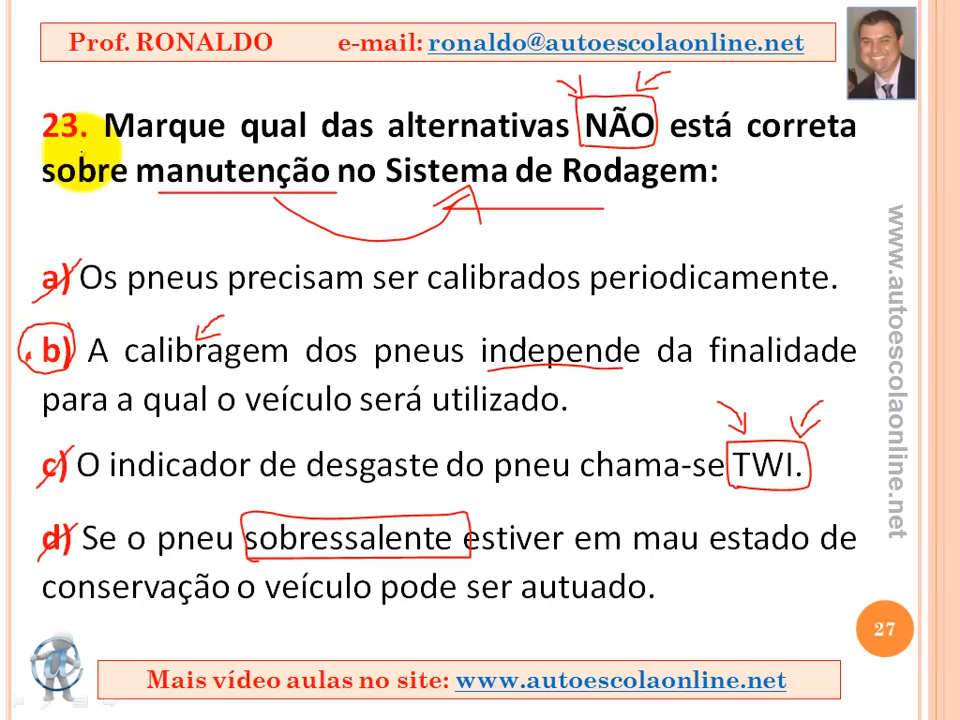 Prof. RONALDO e-mail: ronaldo@autoescolaonline.net
23. Marque qual das alternativas NÃO está correta
sobre manutenção no Sistema de Rodagem:
a) Os pneus precisam ser calibrados periodicamente.
b) A calibragem dos pneus independe da finalidade
para a qual o veículo será utilizado.
c) O indicador de desgaste do pneu chama-se TWI.
d) Se o pneu sobressalente estiver em mau estado de
conservação o veículo pode ser autuado.
www.autoescolaonline.net
27
Mais vídeo aulas no site: www.autoescolaonline.net